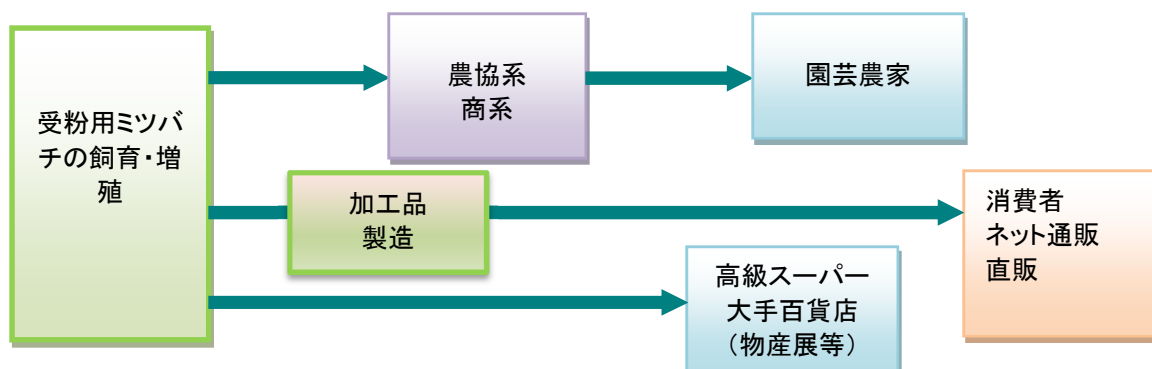 受粉用ミツバ
チの飼育・増
殖
農協系
商系
園芸農家
加工品
製造
消費者
ネット通販
直販
高級スーパー
大手百貨店
（物産展等）